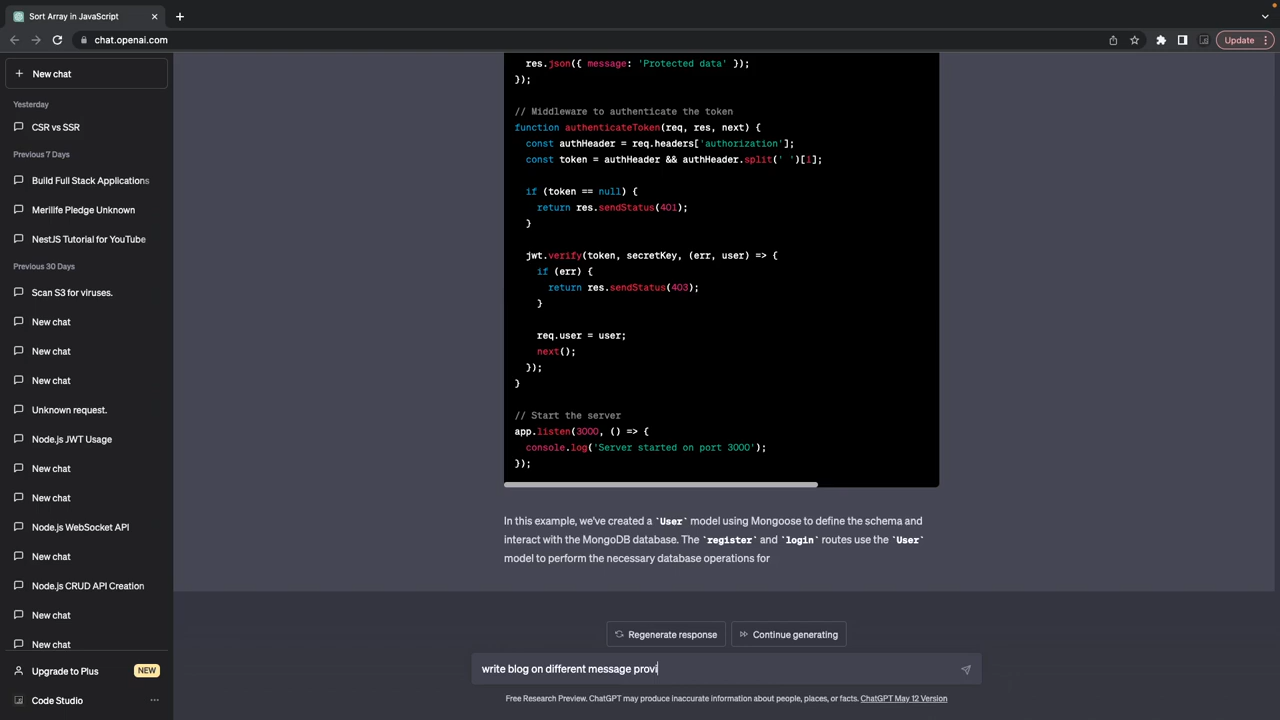 Sort Array in JavaScript
chat.openai.com
Update
New chat
Yesterday
CSR vs SSR
Previous 7 Days
Build Full Stack Applications
Merilife Pledge Unknown
NestJS Tutorial for YouTube
Previous 30 Days
Scan S3 for viruses.
New chat
New chat
New chat
Unknown request.
Node.js JWT Usage
New chat
New chat
Node.js WebSocket API
New chat
Node.js CRUD API Creation
New chat
New chat
Upgrade to Plus NEW
Code Studio
res.json({ message: 'Protected data' });
});
// Middleware to authenticate the token
function authenticateToken(req, res, next) {
const authHeader = req.headers['authorization'];
const token = authHeader && authHeader.split(' ')[1];
if (token == null) {
return res.sendStatus(401);
}
jwt.verify(token, secretKey, (err, user) => {
if (err) {
return res.sendStatus(403);
}
req.user = user;
next();
});
}
// Start the server
app.listen(3000, () => {
console.log('Server started on port 3000');
});
In this example, we've created a `User` model using Mongoose to define the schema and
interact with the MongoDB database. The `register` and `login` routes use the `User`
model to perform the necessary database operations for
Regenerate response
Continue generating
write blog on different message provi
Free Research Preview. ChatGPT may produce inaccurate information about people, places, or facts. ChatGPT May 12 Version